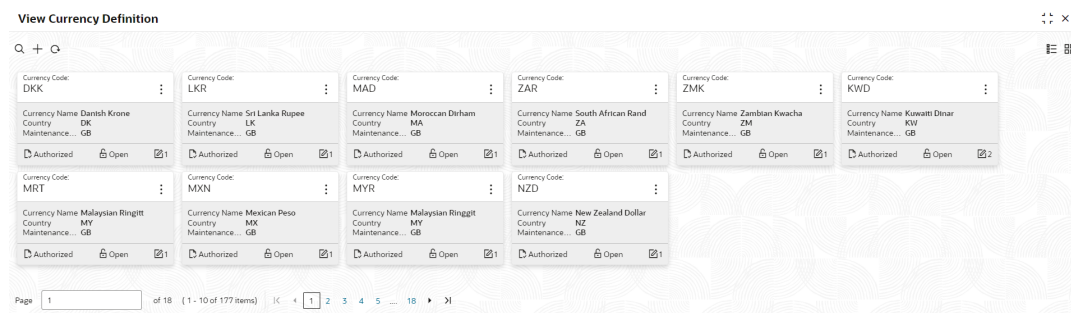 View Currency Definition
Currency Code:
DKK
Currency Name Danish Krone
Country DK
Maintenance... GB
Authorized Open 1
Currency Code:
LKR
Currency Name Sri Lanka Rupee
Country LK
Maintenance... GB
Authorized Open 1
Currency Code:
MAD
Currency Name Moroccan Dirham
Country MA
Maintenance... GB
Authorized Open 1
Currency Code:
ZAR
Currency Name South African Rand
Country ZA
Maintenance... GB
Authorized Open 1
Currency Code:
ZMK
Currency Name Zambian Kwacha
Country ZM
Maintenance... GB
Authorized Open 1
Currency Code:
KWD
Currency Name Kuwaiti Dinar
Country KW
Maintenance... GB
Authorized Open 2
Currency Code:
MRT
Currency Name Malaysian Ringitt
Country MY
Maintenance... GB
Authorized Open 1
Currency Code:
MXN
Currency Name Mexican Peso
Country MX
Maintenance... GB
Authorized Open 1
Currency Code:
MYR
Currency Name Malaysian Ringgit
Country MY
Maintenance... GB
Authorized Open 1
Currency Code:
NZD
Currency Name New Zealand Dollar
Country NZ
Maintenance... GB
Authorized Open 1
Page 1 of 18 (1 - 10 of 177 items) 1 2 3 4 5 .... 18